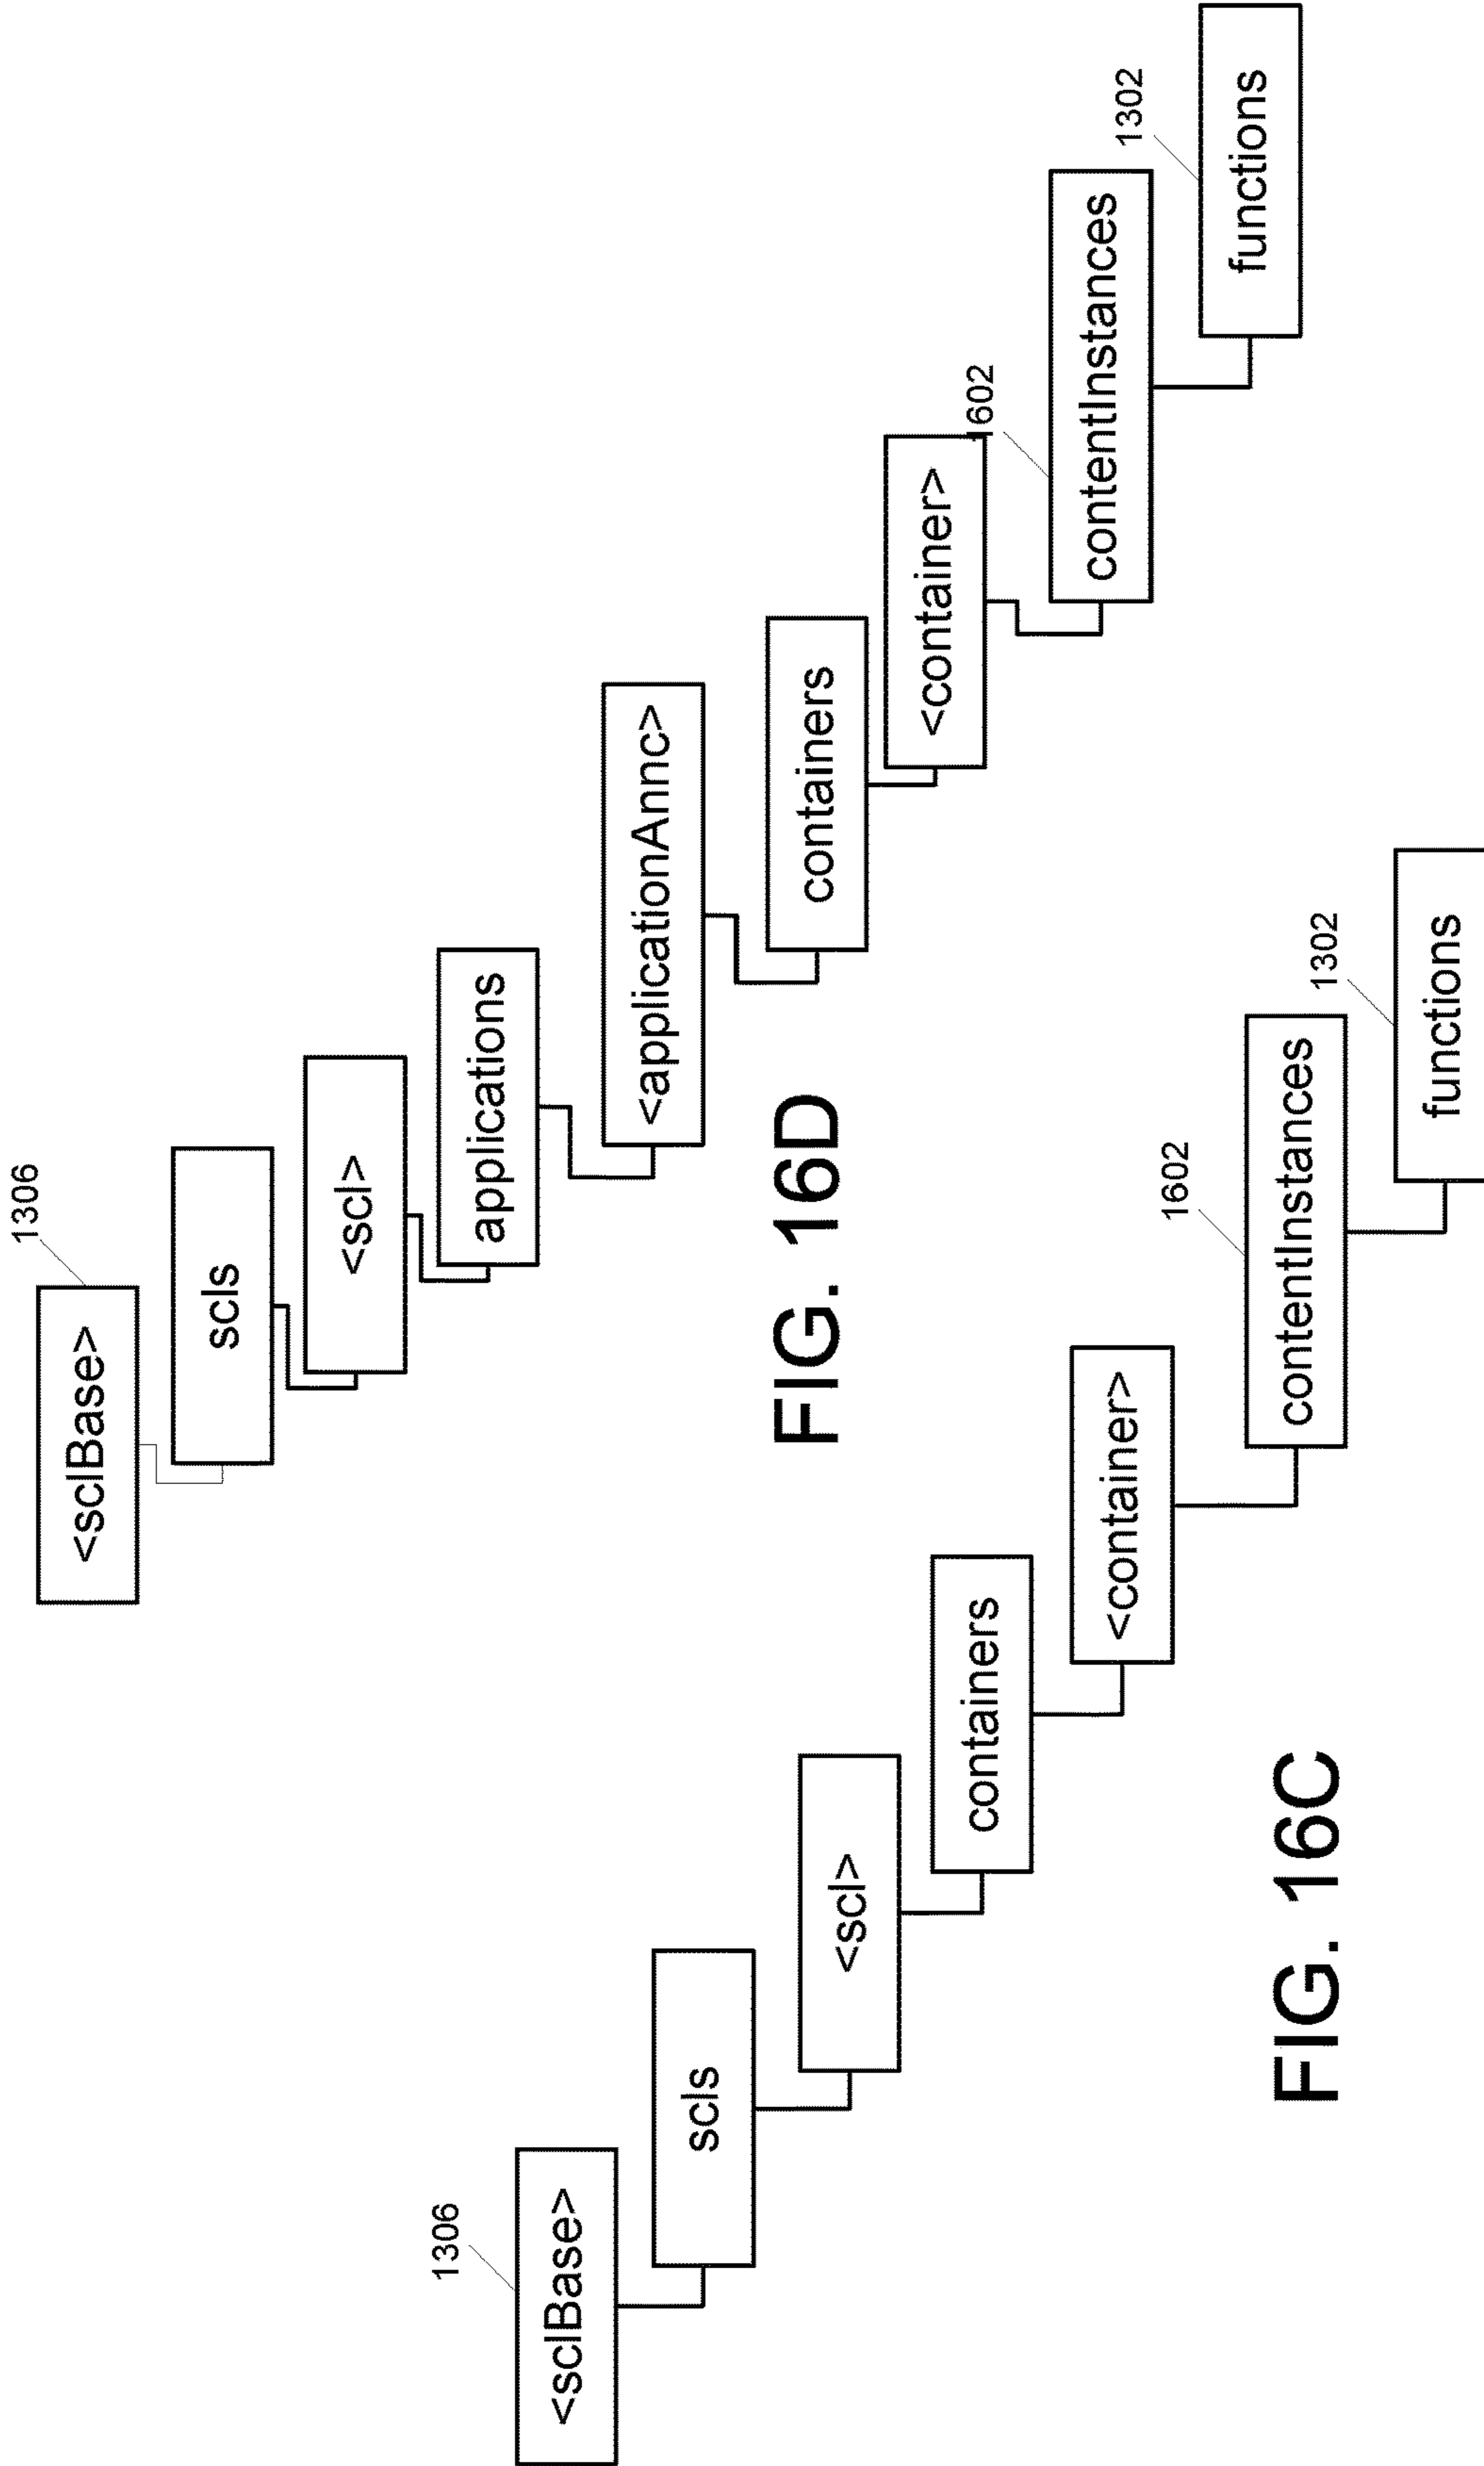 1306
<sclBase>
scls
<scl>
applications
<applicationAnnc>
containers
<container>
1602
contentInstances
1302
functions
FIG. 16D
1306
<sclBase>
scls
<scl>
containers
<container>
1602
contentInstances
1302
functions
FIG. 16C